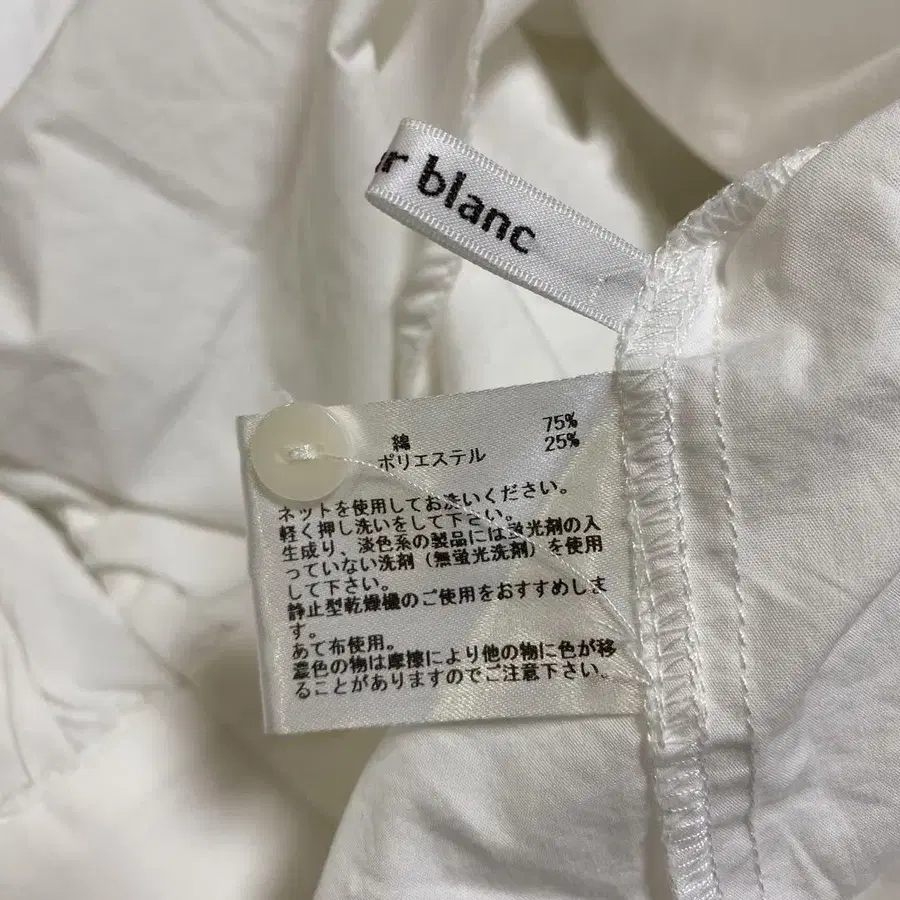 blanc
綿 75%
ポリエステル 25%
ネットを使用してお洗いください。
軽く押し洗いをして下さい。
生成り、淡色系の製品には蛍光剤の入
っていない洗剤（無蛍光洗剤）を使用
して下さい。
静止型乾燥機のご使用をおすすめしま
す。
あて布使用。
濃色の物は摩擦により他の物に色が移
ることがありますのでご注意下さい。